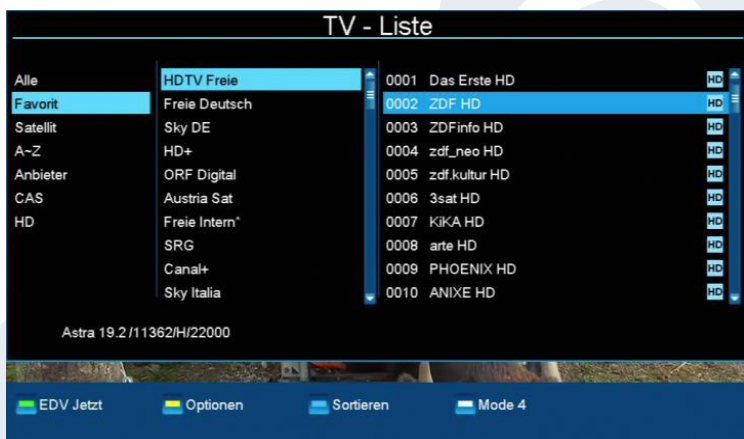 TV - Liste
Alle
Favorit
Satellit
A~Z
Anbieter
CAS
HD
HDTV Freie
Freie Deutsch
Sky DE
HD+
ORF Digital
Austria Sat
Freie Intern*
SRG
Canal+
Sky Italia
0001 Das Erste HD HD
0002 ZDF HD HD
0003 ZDFinfo HD HD
0004 zdf_neo HD HD
0005 zdf.kultur HD HD
0006 3sat HD HD
0007 KiKA HD HD
0008 arte HD HD
0009 PHOENIX HD HD
0010 ANIXE HD HD
Astra 19.2 /11362/H/22000
EDV Jetzt
Optionen
Sortieren
Mode 4